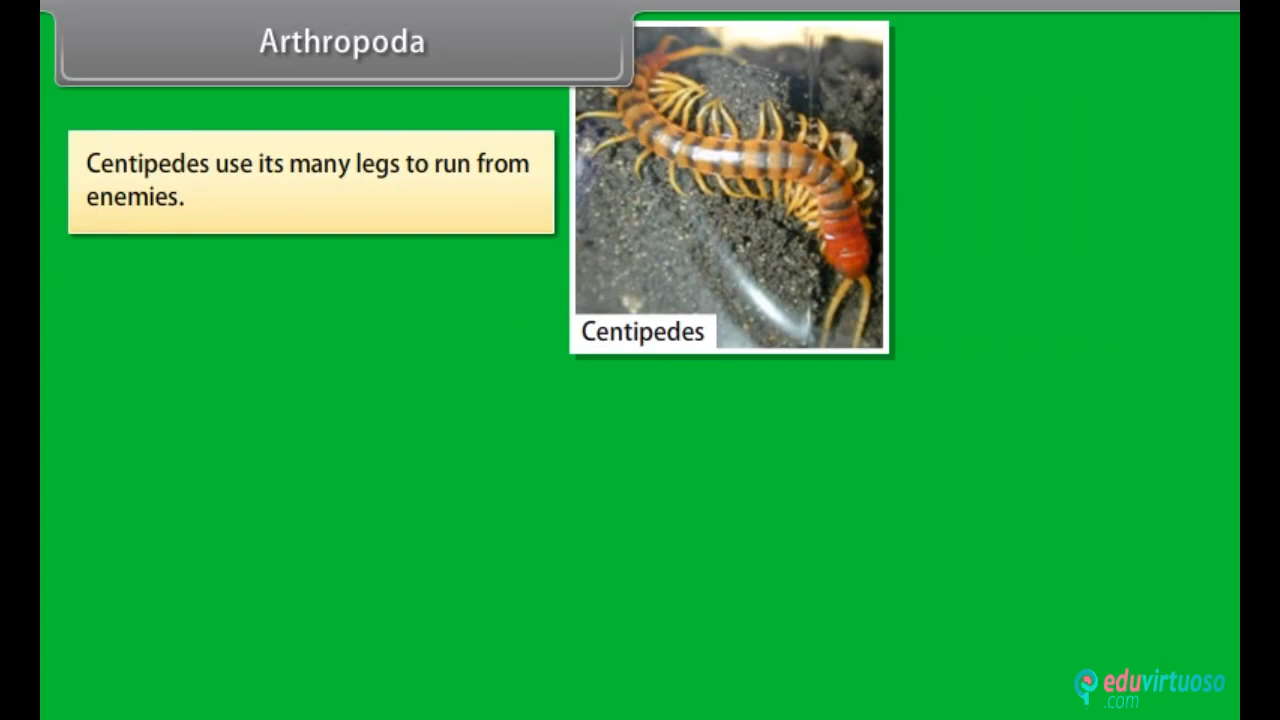 Arthropoda
Centipedes use its many legs to run from
enemies.
Centipedes
eduvirtuoso
.com